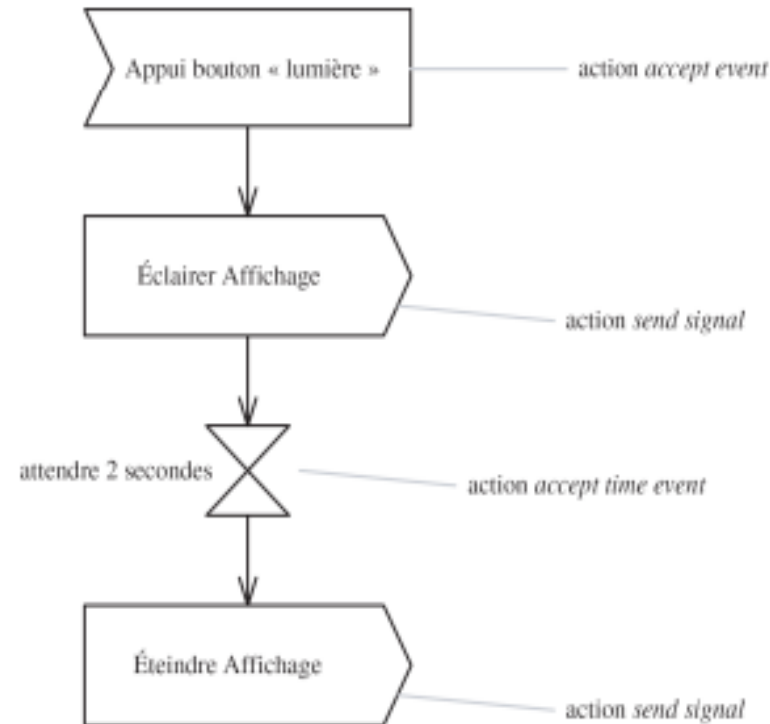 Appui bouton « lumière »
action accept event
Éclairer Affichage
action send signal
attendre 2 secondes
action accept time event
Éteindre Affichage
action send signal